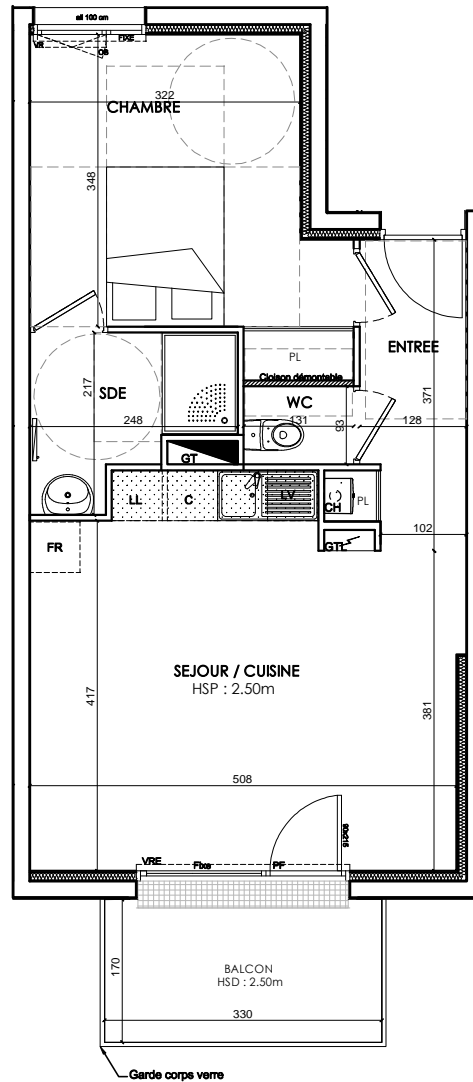 all 100 cm
VR
OB
FIXE
322
CHAMBRE
348
PL
Cloison démontable
ENTREE
371
SDE
217
248
WC
131
93
128
GT
LL
C
LV
CH
PL
GTL
102
FR
SEJOUR / CUISINE
HSP : 2.50m
417
381
508
90x215
VRE
Fixe
PF
BALCON
HSD : 2.50m
170
330
Garde corps verre